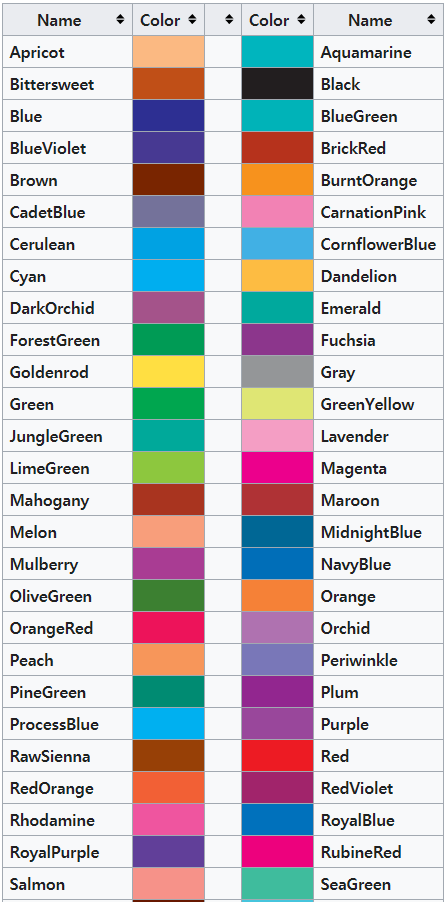 Name Color Color Name
Apricot Aquamarine
Bittersweet Black
Blue BlueGreen
BlueViolet BrickRed
Brown BurntOrange
CadetBlue CarnationPink
Cerulean CornflowerBlue
Cyan Dandelion
DarkOrchid Emerald
ForestGreen Fuchsia
Goldenrod Gray
Green GreenYellow
JungleGreen Lavender
LimeGreen Magenta
Mahogany Maroon
Melon MidnightBlue
Mulberry NavyBlue
OliveGreen Orange
OrangeRed Orchid
Peach Periwinkle
PineGreen Plum
ProcessBlue Purple
RawSienna Red
RedOrange RedViolet
Rhodamine RoyalBlue
RoyalPurple RubineRed
Salmon SeaGreen